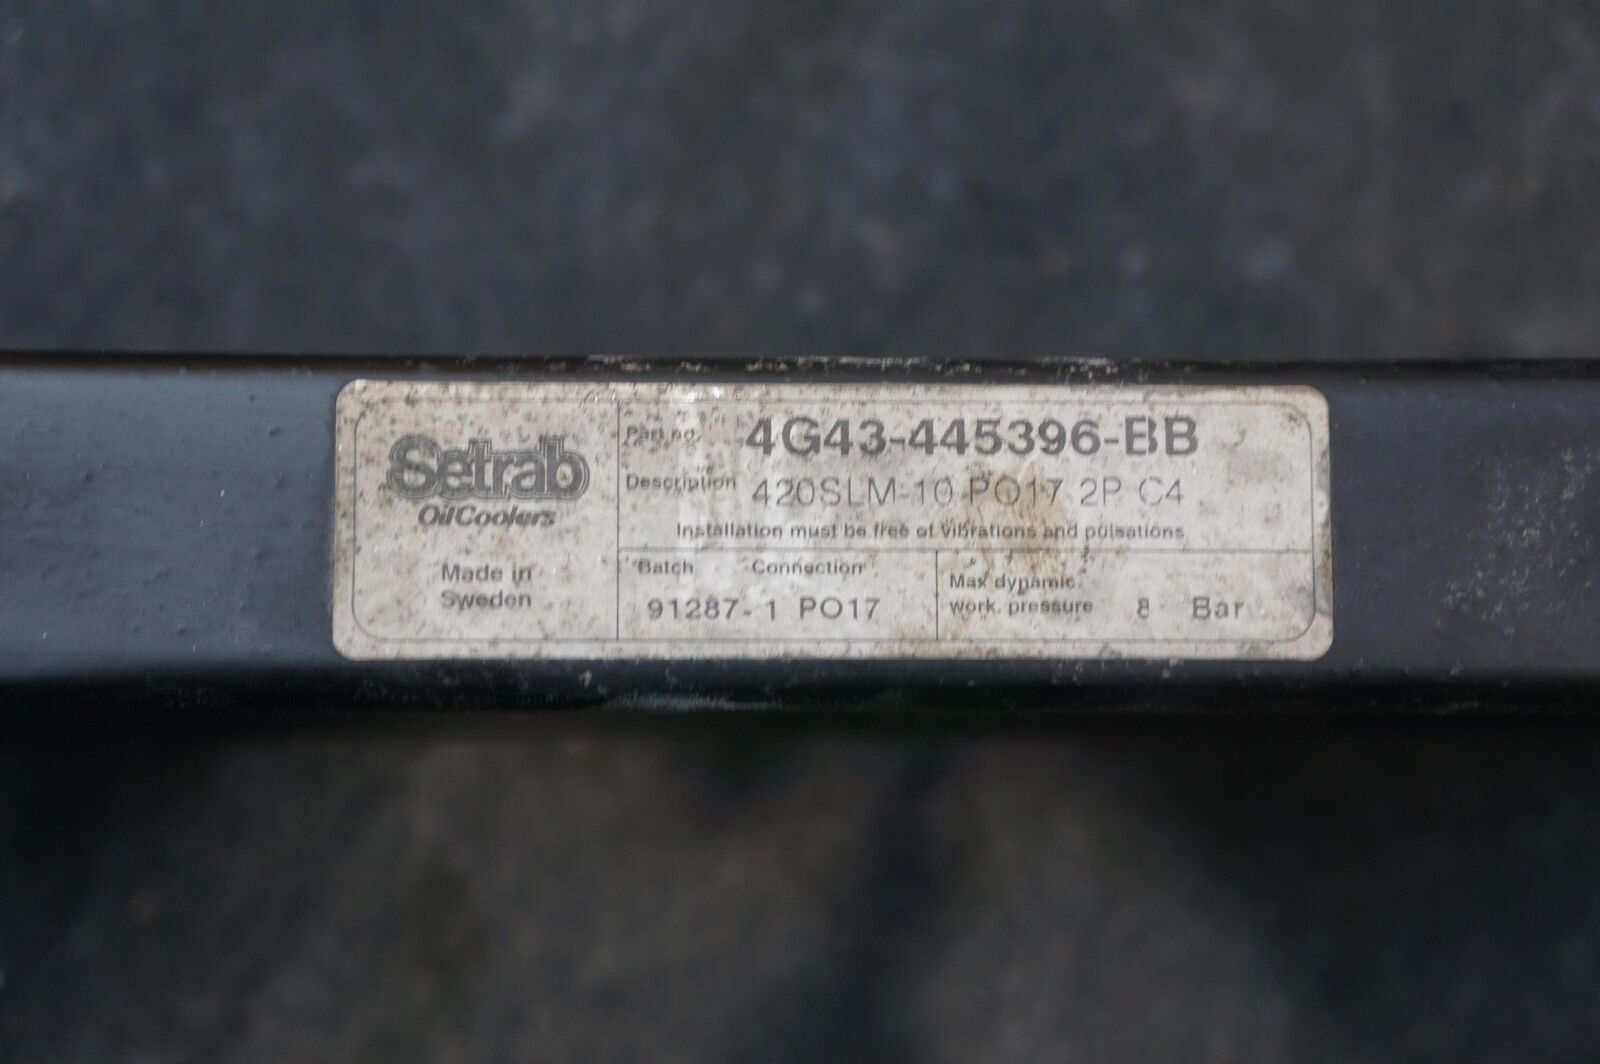 Setrab
OilCoolers
Made in
Sweden
Part no. 4G43-445396-BB
Description 420SLM-10 PO17 2P C4
Installation must be free of vibrations and pulsations
Batch Connection
91287-1 PO17
Max dynamic.
work. pressure 8 Bar